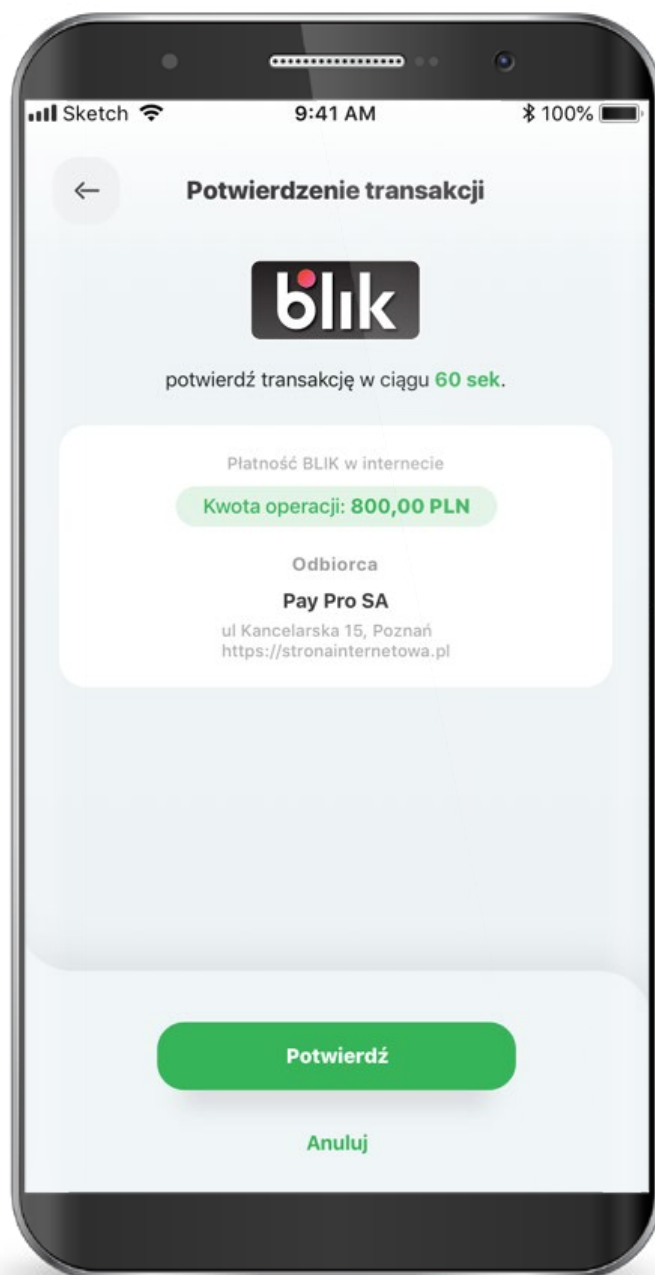 Sketch 9:41 AM 100%
Potwierdzenie transakcji
blik
potwierdź transakcję w ciągu 60 sek.
Płatność BLIK w internecie
Kwota operacji: 800,00 PLN
Odbiorca
Pay Pro SA
ul Kancelarska 15, Poznań
https://stronainternetowa.pl
Potwierdź
Anuluj